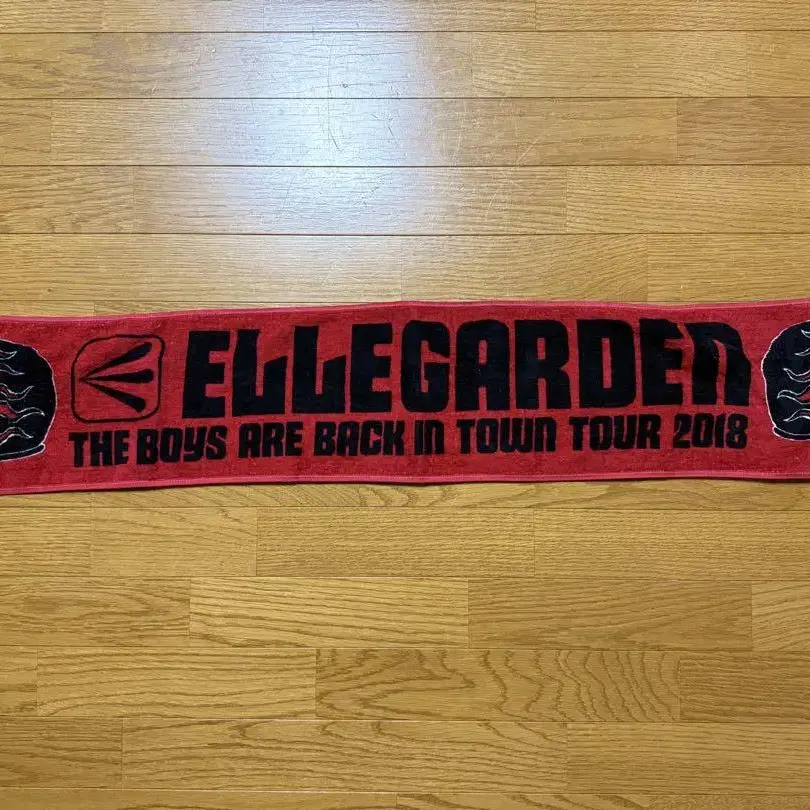 ELLEGARDEN
THE BOYS ARE BACK IN TOWN TOUR 2018